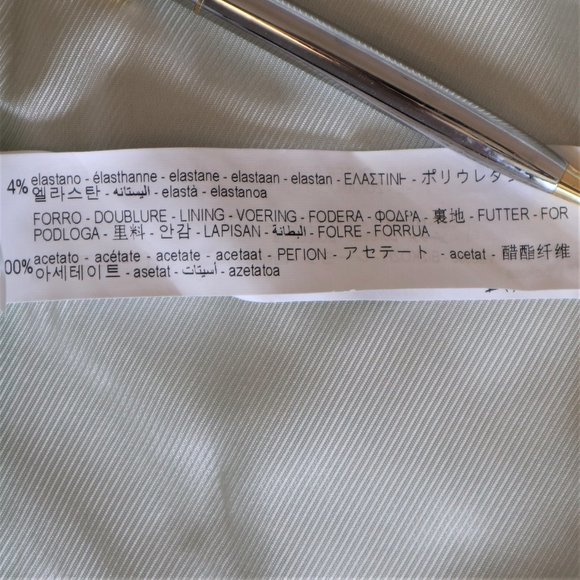 4% elastano - élasthanne - elastane - elastaan - elastan - ΕΛΑΣΤΙΝΗ - ポリウレタン
엘라스탄 - اليستانه - elastà - elastanoa
FORRO - DOUBLURE - LINING - VOERING - FODERA - ΦΟΔΡΑ - 裏地 - FUTTER - FOR
PODLOGA - 里料 - 안감 - LAPISAN - البطانة - FOLRE - FORRUA
00% acetato - acétate - acetate - acetaat - ΡΕΓΙΟΝ - アセテート - acetat - 醋酯纤维
아세테이트 - asetat - أسيتات - azetatoa